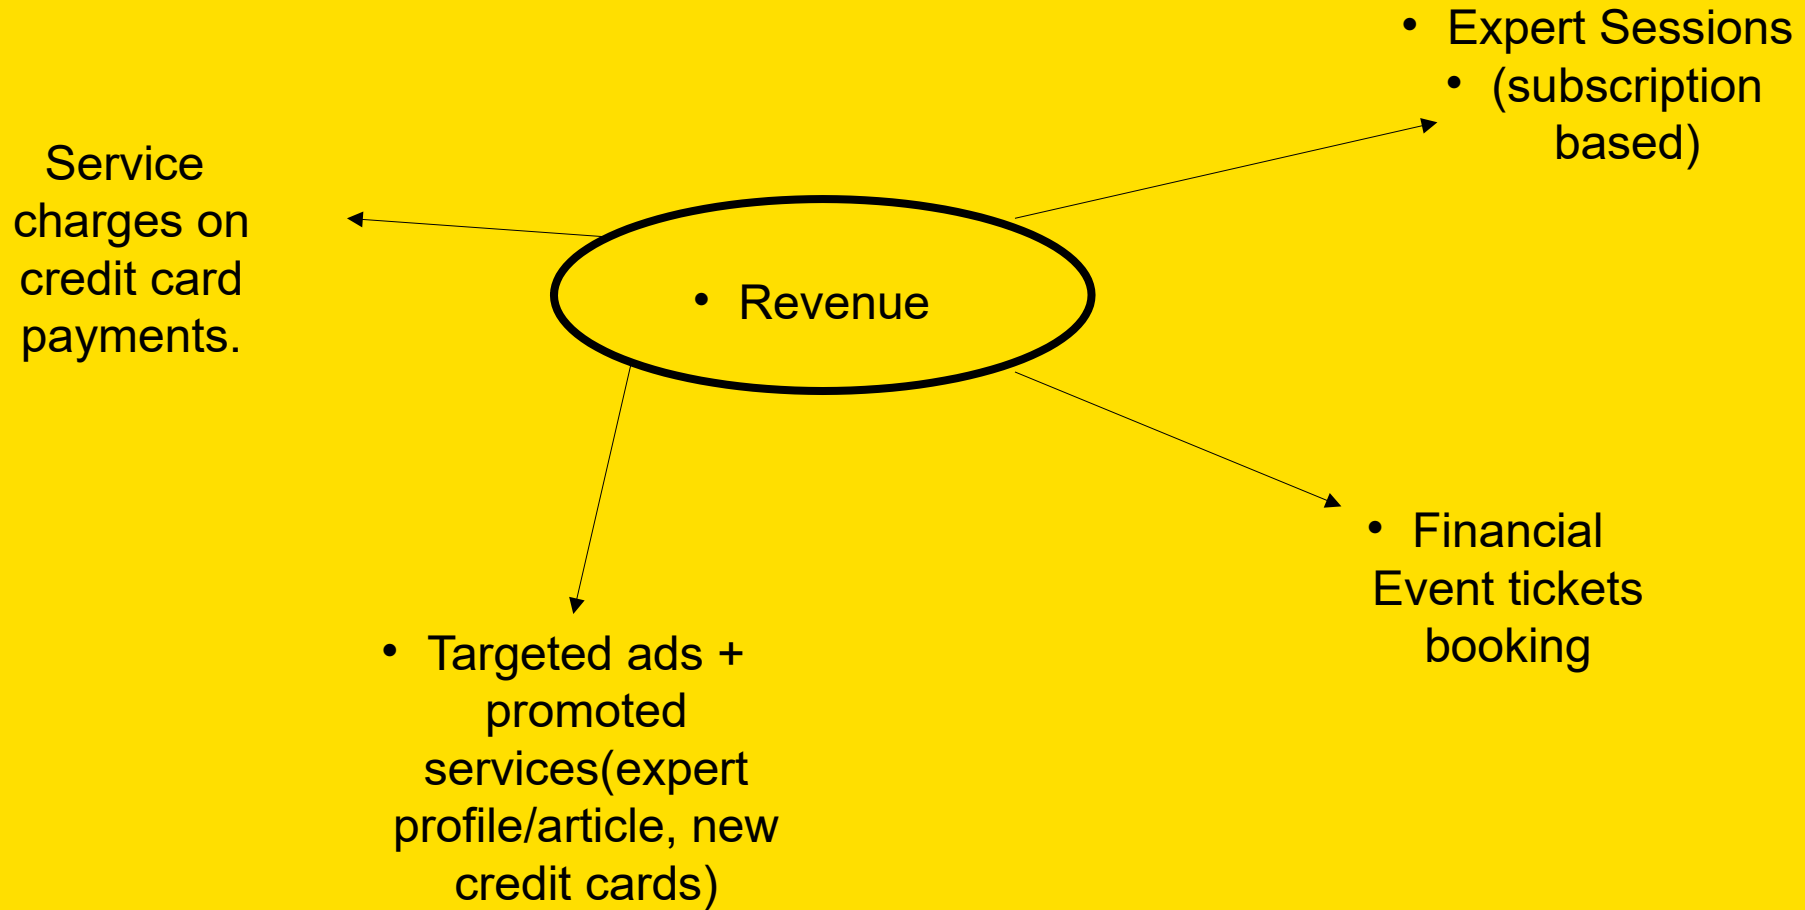 • Expert Sessions
• (subscription
based)
Service
charges on
credit card
payments.
• Revenue
• Financial
Event tickets
booking
• Targeted ads +
promoted
services(expert
profile/article, new
credit cards)